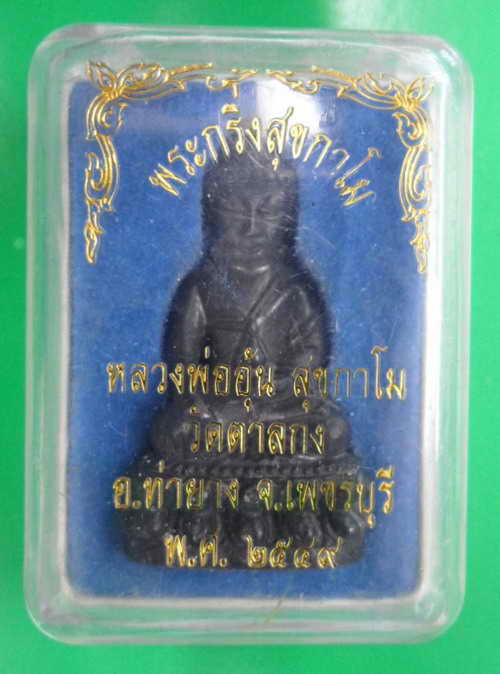 พระกริ่งสุขกาโม
หลวงพ่ออุ้น สุขกาโม
วัดตาลกง
อ.ท่ายาง จ.เพชรบุรี
พ.ศ. ๒๕๔๙